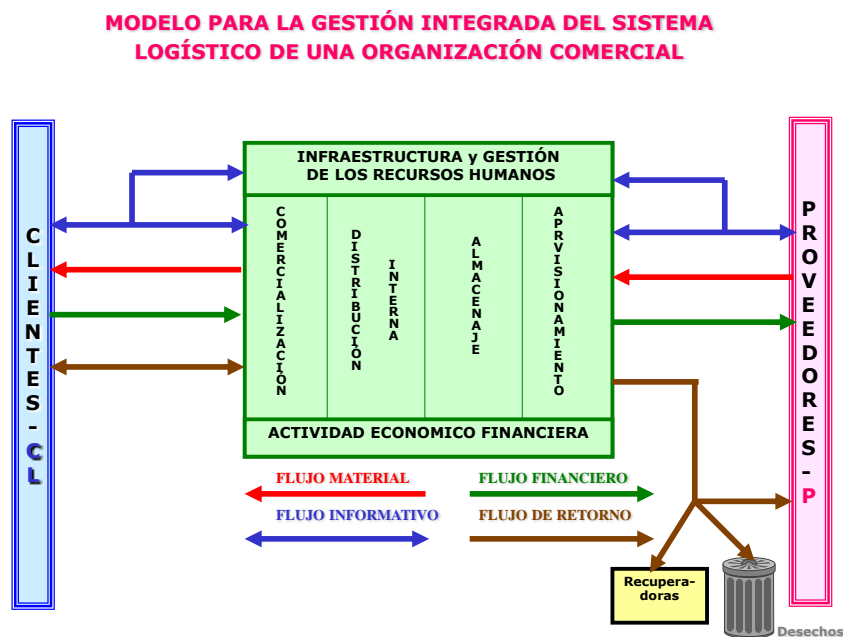 MODELO PARA LA GESTIÓN INTEGRADA DEL SISTEMA
LOGÍSTICO DE UNA ORGANIZACIÓN COMERCIAL
CLIENTES-CL
INFRAESTRUCTURA y GESTIÓN
DE LOS RECURSOS HUMANOS
COMERCIALIZACIÓN
DISTRIBUCIÓN
INTERNA
ALMACENAJE
APRVISIONAMIENTO
ACTIVIDAD ECONOMICO FINANCIERA
PROVEEDORES-P
FLUJO MATERIAL
FLUJO FINANCIERO
FLUJO INFORMATIVO
FLUJO DE RETORNO
Recupera-
doras
Desechos